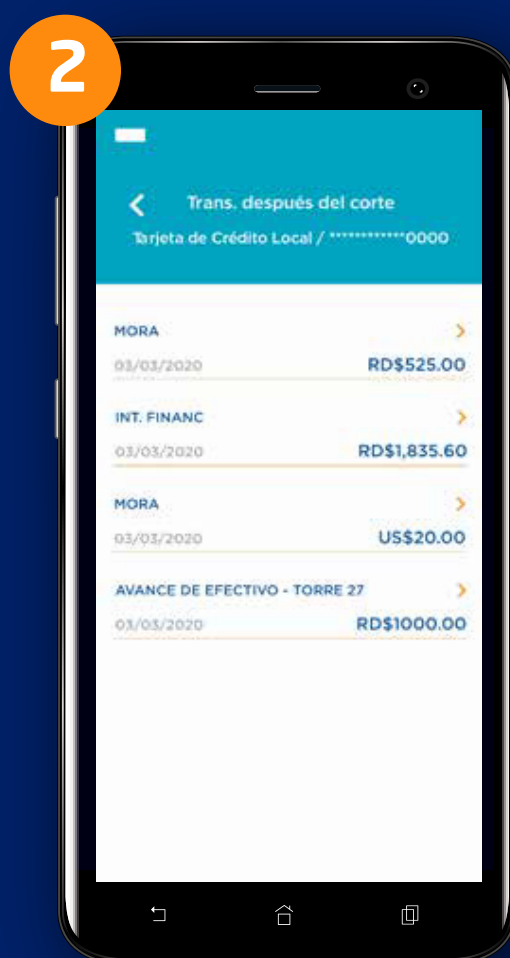 2
Trans. después del corte
Tarjeta de Crédito Local / ************0000
MORA
03/03/2020 RD$525.00
INT. FINANC
03/03/2020 RD$1,835.60
MORA
03/03/2020 US$20.00
AVANCE DE EFECTIVO - TORRE 27
03/03/2020 RD$1000.00